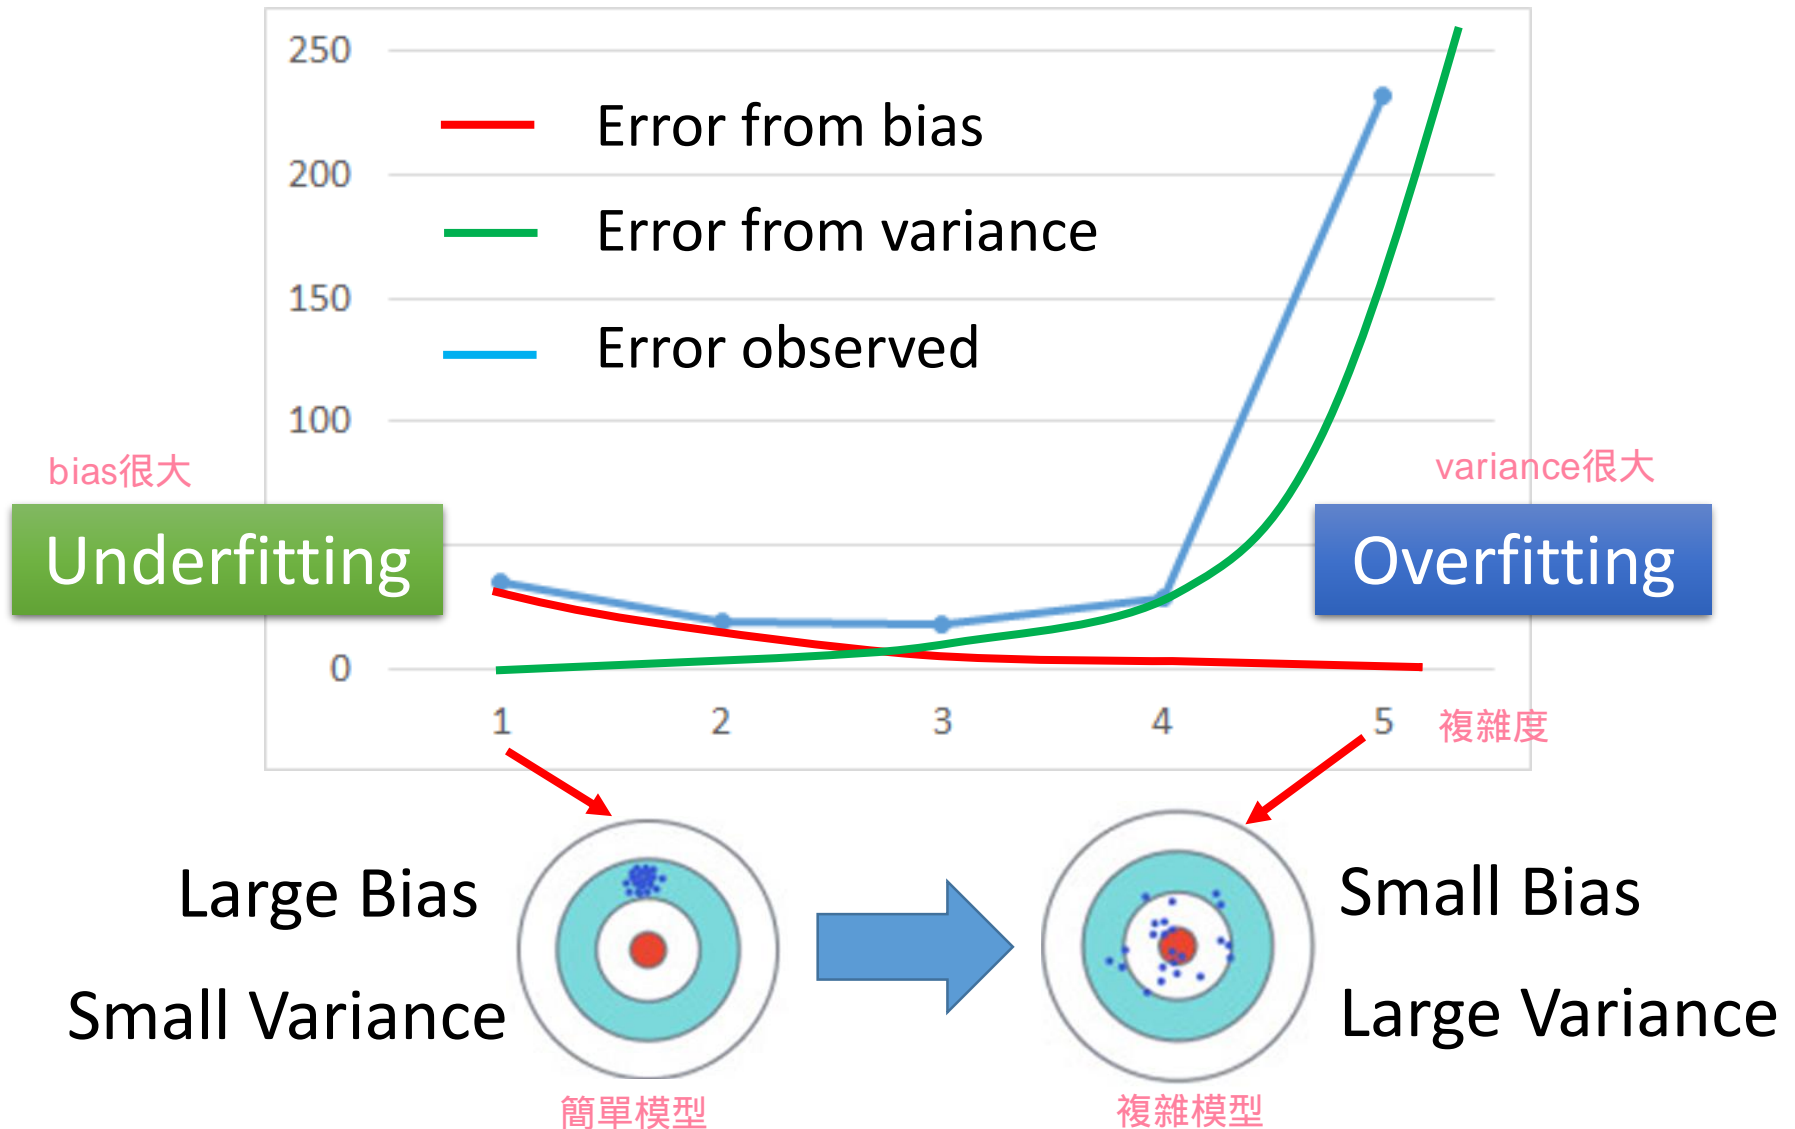 250
Error from bias
200
Error from variance
150
Error observed
100
bias很大
variance很大
Underfitting
Overfitting
0
1 2 3 4 5 複雜度
Large Bias
Small Bias
Small Variance
Large Variance
簡單模型
複雜模型